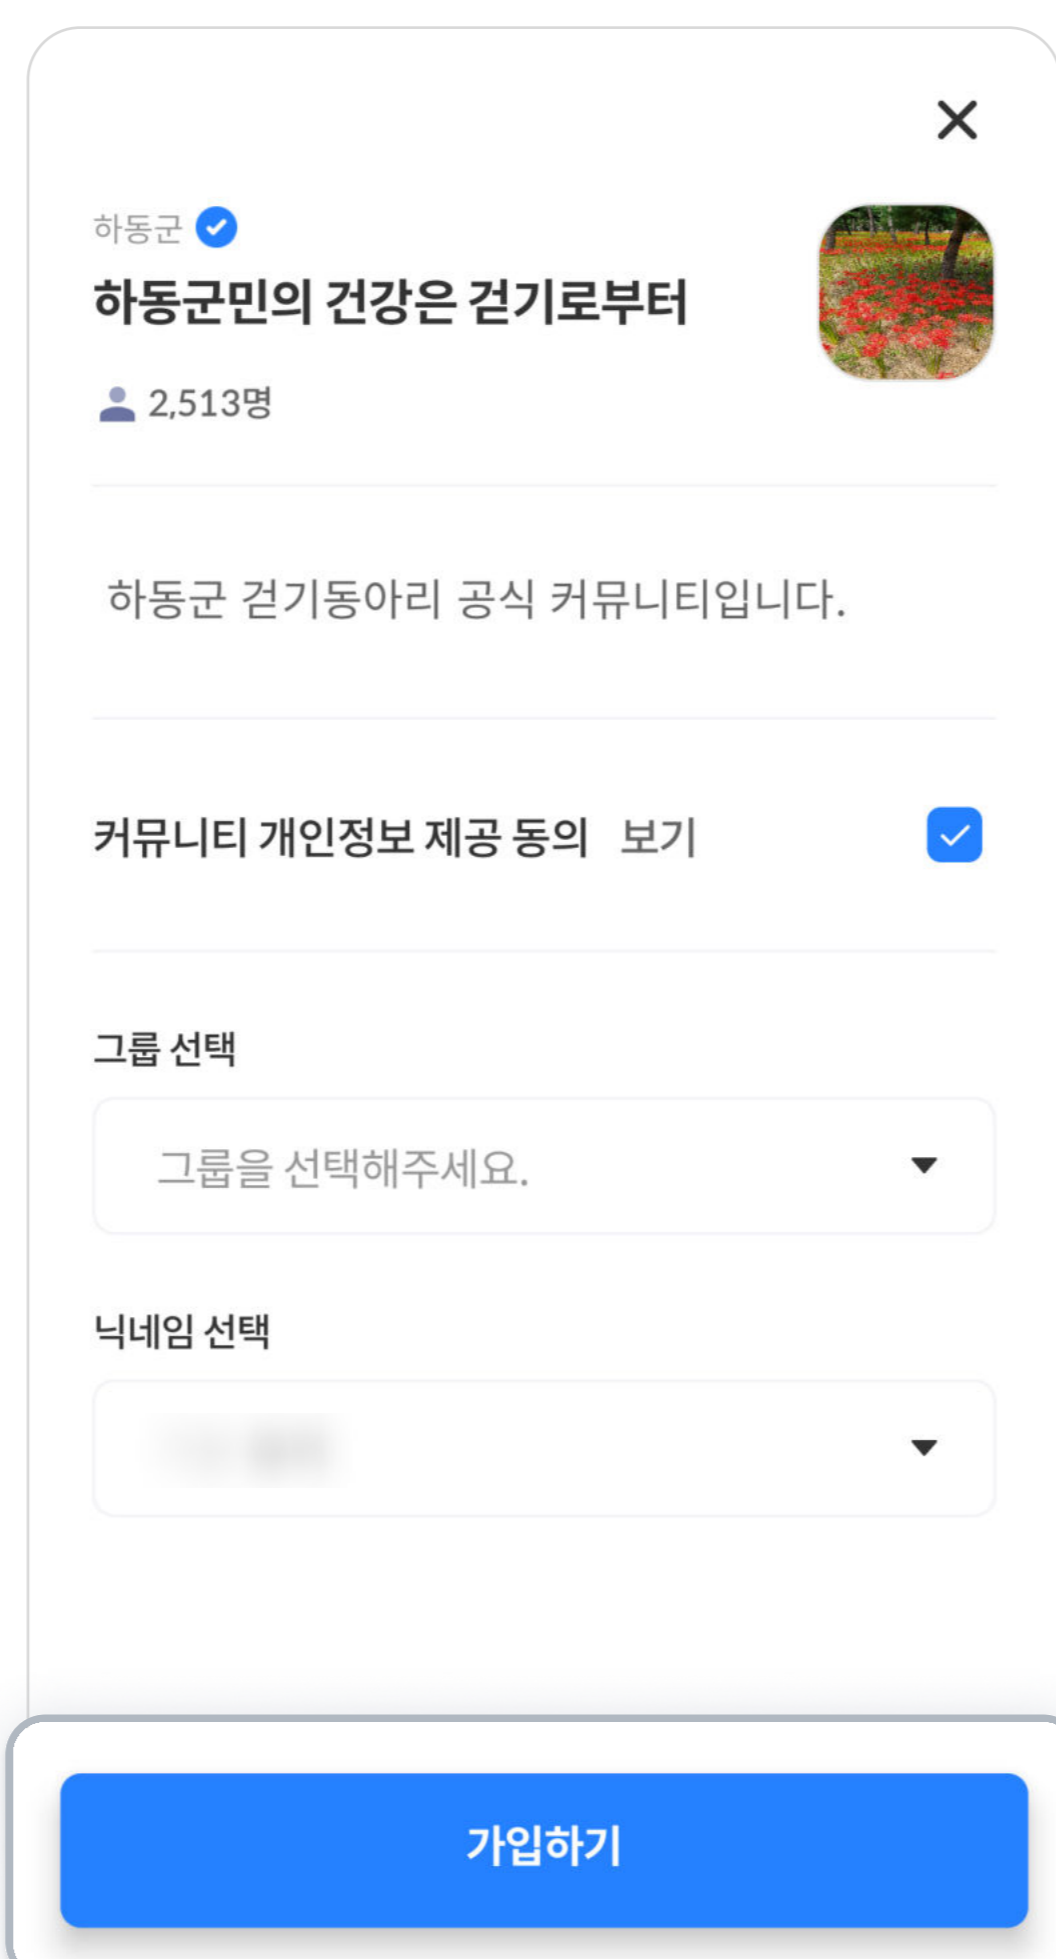 하동군
하동군민의 건강은 걷기로부터
2,513명
하동군 걷기동아리 공식 커뮤니티입니다.
커뮤니티 개인정보 제공 동의 보기
그룹 선택
그룹을 선택해주세요.
닉네임 선택
가입하기